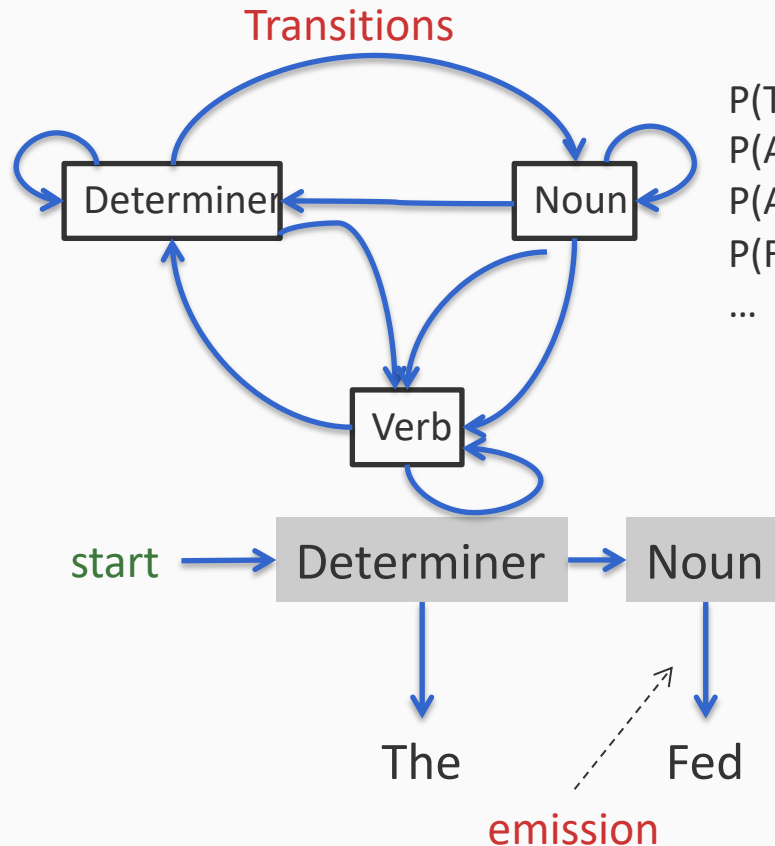 Transitions
Determiner
Noun
P(
P(A
P(A
P(F
...
Verb
start
Determiner
Noun
The
Fed
emission